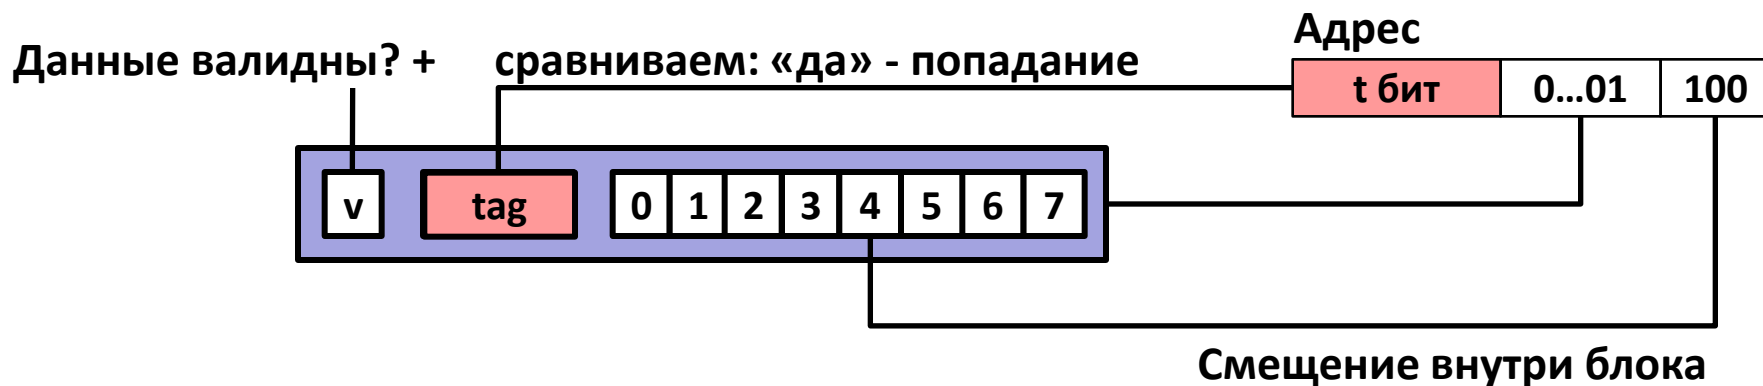 Адрес
Данные валидны? + сравниваем: «да» - попадание
t бит 0...01 100
v tag 0 1 2 3 4 5 6 7
Смещение внутри блока